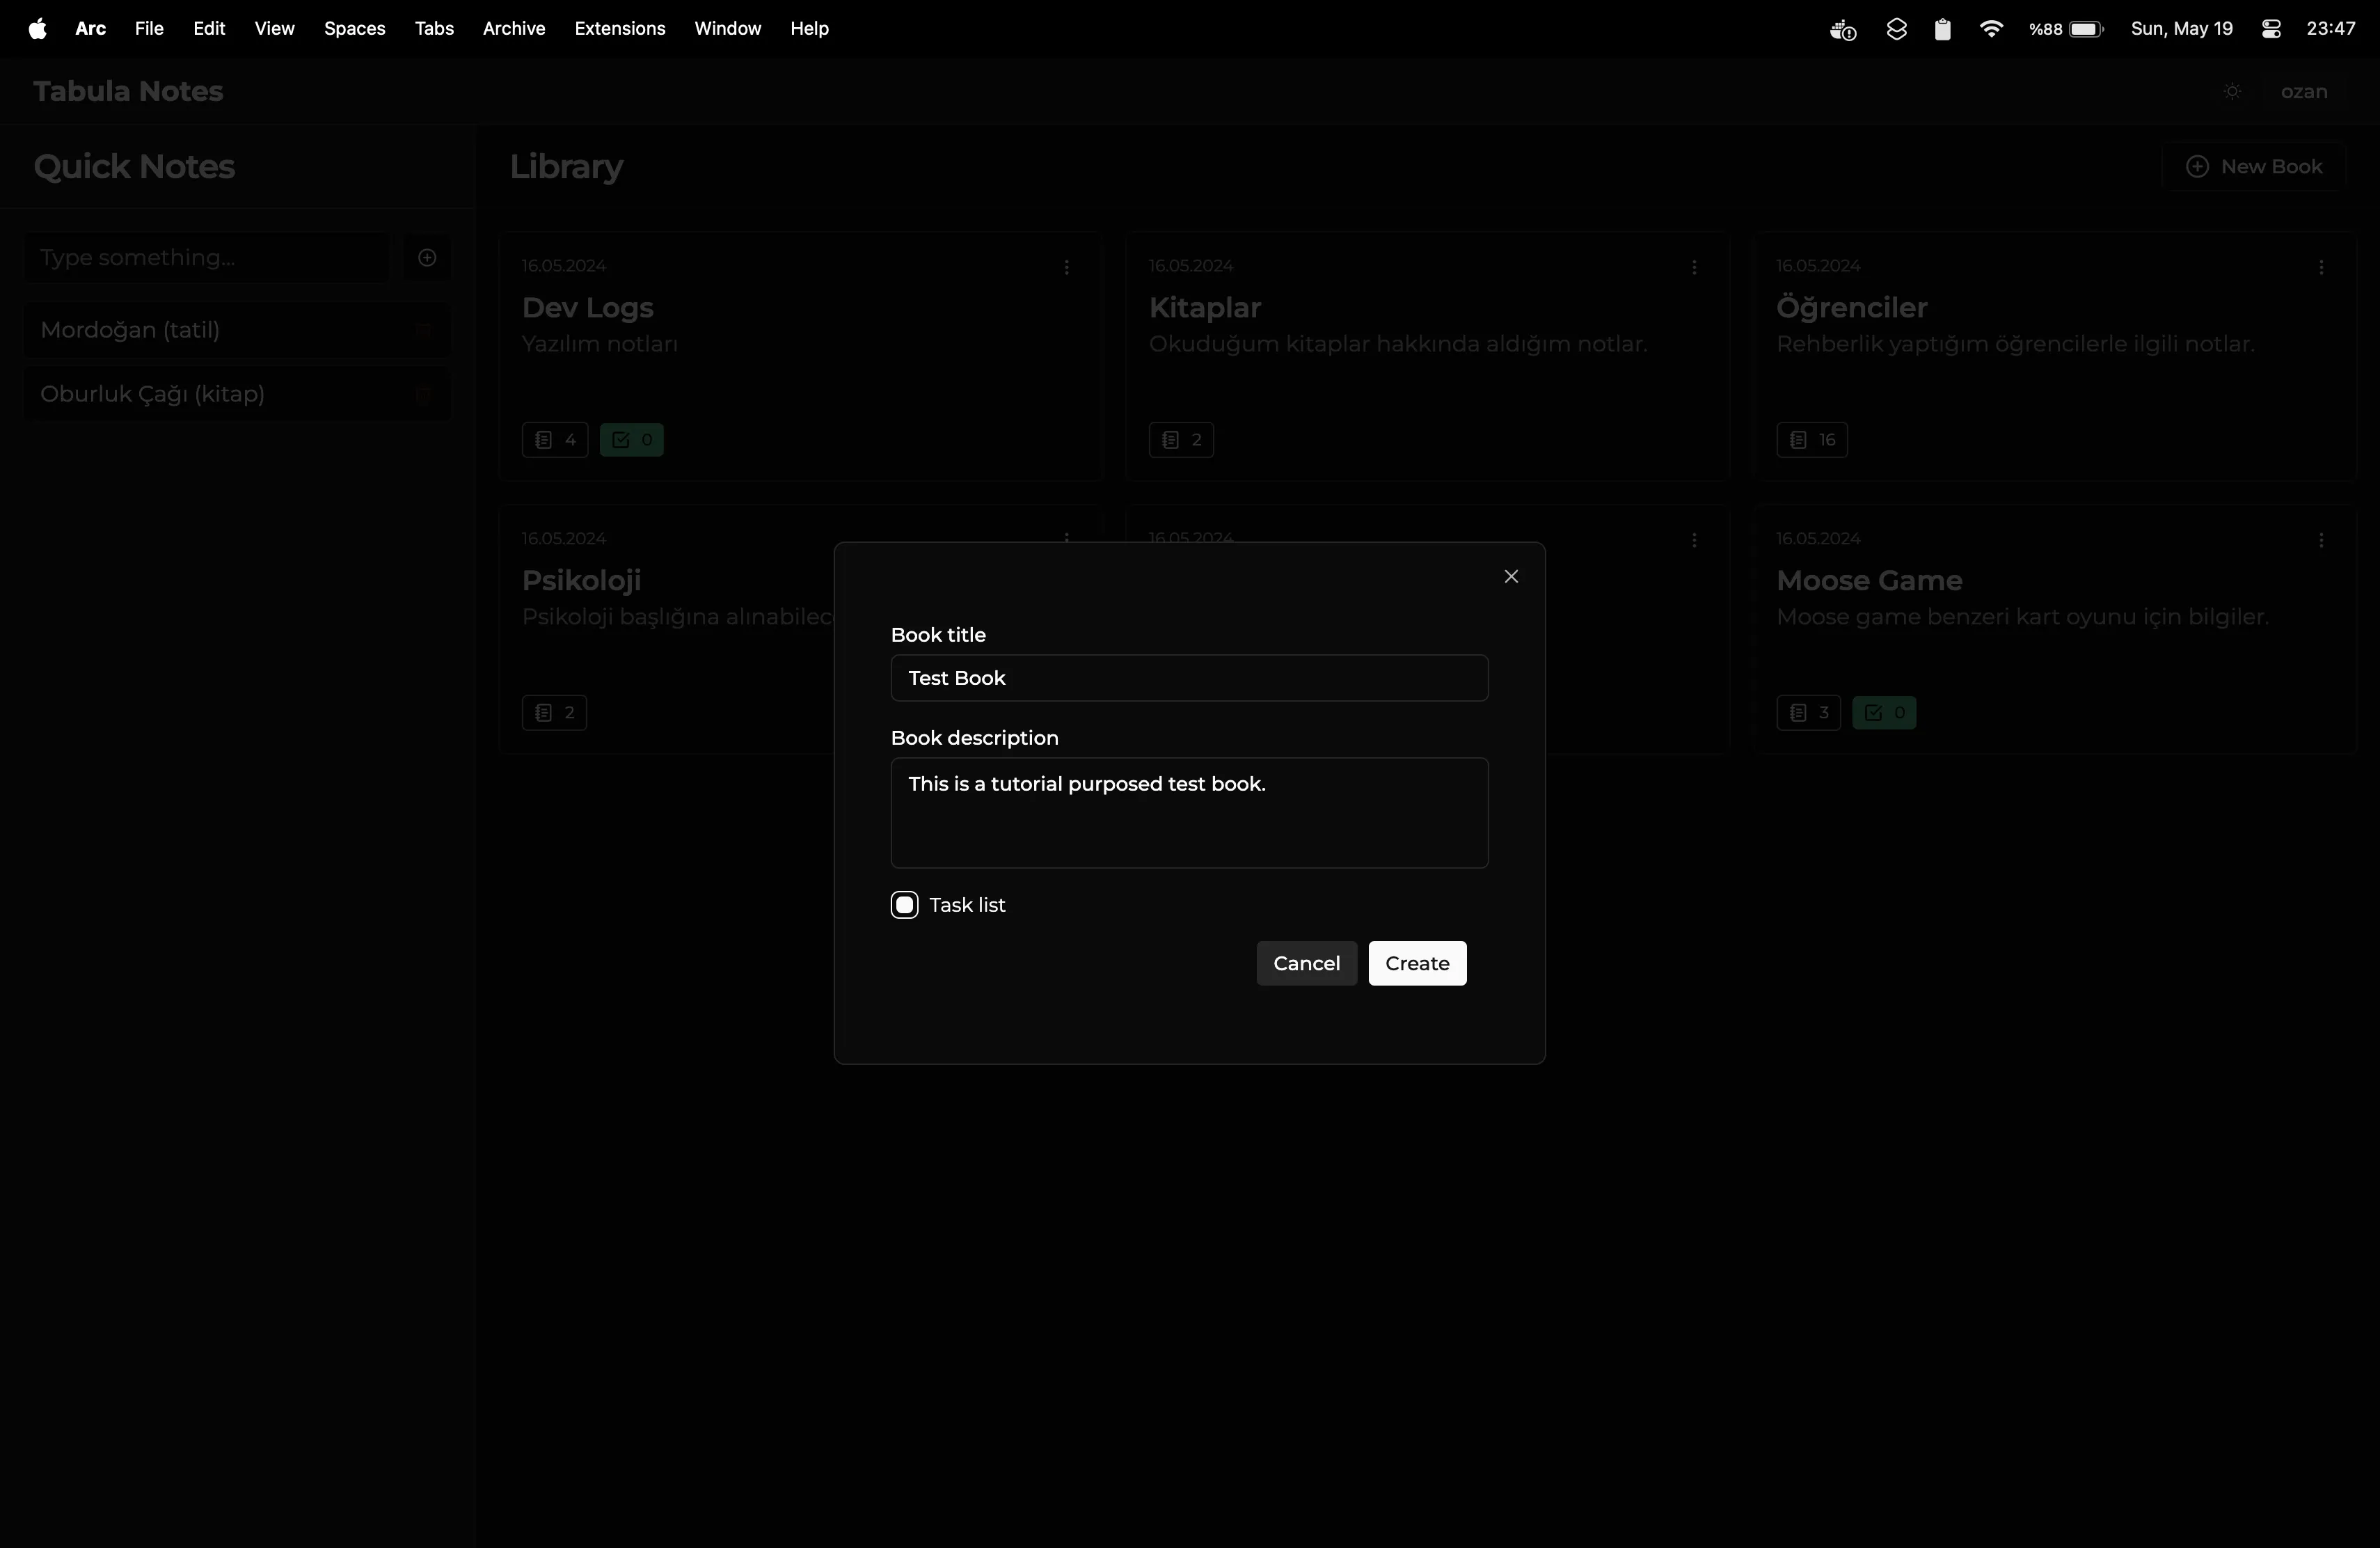 Arc File Edit View Spaces Tabs Archive Extensions Window Help
%88 Sun, May 19 23:47
Tabula Notes
ozan
Quick Notes
Library
New Book
Type something...
Mordoğan (tatil)
Oburluk Çağı (kitap)
16.05.2024
Dev Logs
Yazılım notları
4 0
16.05.2024
Kitaplar
Okuduğum kitaplar hakkında aldığım notlar.
2
16.05.2024
Öğrenciler
Rehberlik yaptığım öğrencilerle ilgili notlar.
16
16.05.2024
Psikoloji
Psikoloji başlığına
2
16.05.2024
16.05.2024
Moose Game
Moose game benzeri kart oyunu için bilgiler.
3 0
Book title
Test Book
Book description
This is a tutorial purposed test book.
Task list
Cancel
Create